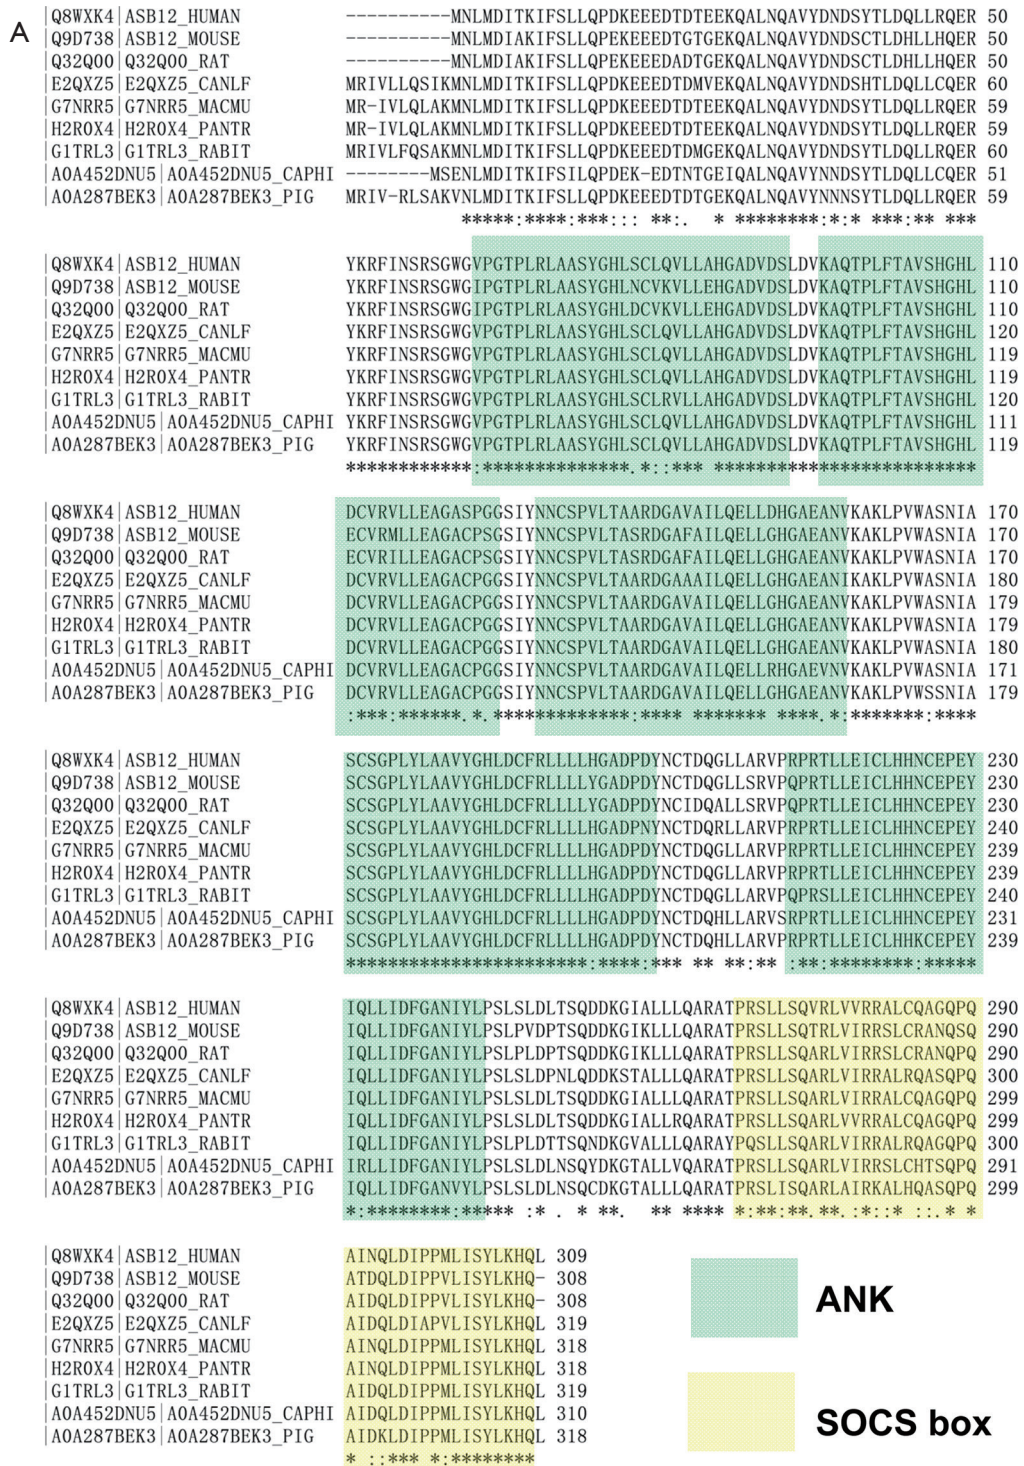 A
|Q8WXK4|ASB12_HUMAN ----------MNLMDITKIFSLLQPDKEEEDTDTEEKQALNQAVYDNDSYTLDQLLRQER 50
|Q9D738|ASB12_MOUSE ----------MNLMDIAKIFSLLQPEKEEEDTGTGEKQALNQAVYDNDSCTLDHLLHQER 50
|Q32Q00|Q32Q00_RAT ----------MNLMDITKIFSLLQPEKEEEDADTGEKQALNQAVYDNDSCTLDHLLHQER 50
|E2QXZ5|E2QXZ5_CANLF MRIVLLQSIKMNLMDITKIFSLLQPDKEEEDTDMVEKQALNQAVYDNDSHTLDQLLCQER 60
|G7NRR5|G7NRR5_MACMU MR-IVLQLAKMNLMDITKIFSLLQPDKEEEDTDTEEKQALNQAVYDNDSYTLDQLLRQER 59
|H2R0X4|H2R0X4_PANTR MR-IVLQLAKMNLMDITKIFSLLQPDKEEEDTDTEEKQALNQAVYDNDSYTLDQLLRQER 59
|G1TRL3|G1TRL3_RABIT MRIVLFQSAKMNLMDITKIFSLLQPDKEEEDTDMGEKQALNQAVYDNDSYTLDQLLRQER 60
|A0A452DNU5|A0A452DNU5_CAPHI --------MSENLMDITKIFSILQPDEK-EDTNTGEIQALNQAVYDNDSYTLDQLLCQER 51
|A0A287BEK3|A0A287BEK3_PIG MRIV-RLSAKVNLMDITKIFSLLQPDKEEEDTDTGEKQALNQAVYNNNSYTLDQLLRQER 59
*****:****:***::: **:. * ********:*:* ***:** ***
|Q8WXK4|ASB12_HUMAN YKRFINSRSGWGVPGTPLRLAASYGHLSCLQVLLAHGADVDSLDVKAQTPLFTAVSHGHL 110
|Q9D738|ASB12_MOUSE YKRFINSRSGWGIPGTPLRLAASYGHLNCVKVLLEHGADVDSLDVKAQTPLFTAVSHGHL 110
|Q32Q00|Q32Q00_RAT YKRFINSRSGWGIPGTPLRLAASYGHLDCVKVLLEHGADVDSLDVKAQTPLFTAVSHGHL 110
|E2QXZ5|E2QXZ5_CANLF YKRFINSRSGWGVPGTPLRLAASYGHLSCLQVLLAHGADVDSLDVKAQTPLFTAVSHGHL 120
|G7NRR5|G7NRR5_MACMU YKRFINSRSGWGVPGTPLRLAASYGHLSCLQVLLAHGADVDSLDVKAQTPLFTAVSHGHL 119
|H2R0X4|H2R0X4_PANTR YKRFINSRSGWGVPGTPLRLAASYGHLSCLQVLLAHGADVDSLDVKAQTPLFTAVSHGHL 119
|G1TRL3|G1TRL3_RABIT YKRFINSRSGWGVPGTPLRLAASYGHLSCLRVLLAHGADVDSLDVKAQTPLFTAVSHGHL 120
|A0A452DNU5|A0A452DNU5_CAPHI YKRFINSRSGWGVPGTPLRLAASYGHLSCLQVLLAHGADVDSLDVKAQTPLFTAVSHGHL 111
|A0A287BEK3|A0A287BEK3_PIG YKRFINSRSGWGVPGTPLRLAASYGHLSCLQVLLAHGADVDSLDVKAQTPLFTAVSHGHL 119
************:**************.*::*** *************************
|Q8WXK4|ASB12_HUMAN DCVRVLLEAGASPGGSIYNNCSPVLTAARDGAVAILQELLDHGAEANVKAKLPVWASNIA 170
|Q9D738|ASB12_MOUSE ECVRMLLEAGACPSGSIYNNCSPVLTASRDGAFAILQELLGHGAEANVKAKLPVWASNIA 170
|Q32Q00|Q32Q00_RAT ECVRILLEAGACPSGSIYNNCSPVLTASRIGAFAILQELLGHGAEANVKAKLPVWASNIA 170
|E2QXZ5|E2QXZ5_CANLF DCVRVLLEAGACPGGSIYNNCSPVLTAARDGAAAILQELLGHGAEANIKAKLPVWASNIA 180
|G7NRR5|G7NRR5_MACMU DCVRVLLEAGACPGGSIYNNCSPVLTAARDGAVAILQELLGHGAEANVKAKLPVWASNIA 179
|H2R0X4|H2R0X4_PANTR DCVRVLLEAGACPGGSIYNNCSPVLTAARDGAVAILQELLGHGAEANVKAKLPVWASNIA 179
|G1TRL3|G1TRL3_RABIT DCVRVLLEAGACPGGSIYNNCSPVLTAARDGAVAILQELLGHGAEANVKAKLPVWASNIA 180
|A0A452DNU5|A0A452DNU5_CAPHI DCVRVLLEAGACPGGSIYNNCSPVLTAARDGAVAILQELLRHGAEVNVKAKLPVWASNIA 171
|A0A287BEK3|A0A287BEK3_PIG DCVRVLLEAGACPGGSIYNNCSPVLTAARDGAVAILQELLGHGAEANVKAKLPVWSSNIA 179
:***:******.*.*************:**** ******* ****.*:*******:****
|Q8WXK4|ASB12_HUMAN SCSGPLYLAAVYGHLDCFRLLLLHGADPDYNCTDQGLLARVPRPRTLLEICLHHNCEPEY 230
|Q9D738|ASB12_MOUSE SCSGPLYLAAVYGHLDCFRLLLLYGADPDYNCTDQGLLSRVPQPRTLLEICLHHNCEPEY 230
|Q32Q00|Q32Q00_RAT SCSGPLYLAAVYGHLDCFRLLLLYGADPDYNCIDQALLSRVPRPRTLLEICLHHNCEPEY 230
|E2QXZ5|E2QXZ5_CANLF SCSGPLYLAAVYGHLDCFRLLLLHGADPNYNCTDQRLLARVPRPRTLLEICLHHNCEPEY 240
|G7NRR5|G7NRR5_MACMU SCSGPLYLAAVYGHLDCFRLLLLHGADPDYNCTDQGLLARVPRPRTLLEICLHHNCEPEY 239
|H2R0X4|H2R0X4_PANTR SCSGPLYLAAVYGHLDCFRLLLLHGADPDYNCTDQGLLARVPRPRTLLEICLHHNCEPEY 239
|G1TRL3|G1TRL3_RABIT SCSGPLYLAAVYGHLDCFRLLLLHGADPDYNCTDQGLLARVPQPRSLLEICLHHNCEPEY 240
|A0A452DNU5|A0A452DNU5_CAPHI SCSGPLYLAAVYGHLDCFRLLLLHGADPDYNCTDQHLLARVSRPRTLLEICLHHNCEPEY 231
|A0A287BEK3|A0A287BEK3_PIG SCSGPLYLAAVYGHLDCFRLLLLHGADPDYNCTDQHLLARVPRPRTLLEICLHHKCEPEY 239
***********************:****:*** ** **:** :**:********:*****
|Q8WXK4|ASB12_HUMAN IQLLIDFGANIYLPSLSLDLTSQDDKGIALLLQARATPRSLLSQVRLVVRRALCQAGQPQ 290
|Q9D738|ASB12_MOUSE IQLLIDFGANIYLPSLPVDPTSQDDKGIKLLLQARATPRSLLSQTRLVIRRSLCRANQSQ 290
|Q32Q00|Q32Q00_RAT IQLLIDFGANIYLPSLPLDPTSQDDKGIKLLLQARATPRSLLSQARLVIRRSLCRANQPQ 290
|E2QXZ5|E2QXZ5_CANLF IQLLIDFGANIYLPSLSLDPNLQDDKSTALLLQARATPRSLLSQARLVIRRALRQASQPQ 300
|G7NRR5|G7NRR5_MACMU IQLLIDFGANIYLPSLSLDLTSQDDKGIALLLQARATPRSLLSQARLVIRRALCQAGQPQ 299
|H2R0X4|H2R0X4_PANTR IQLLIDFGANIYLPSLSLDLTSQDDKGIALLRQARATPRSLLSQARLVVRRALCQAGQPQ 299
|G1TRL3|G1TRL3_RABIT IQLLIDFGANIYLPSLPLDTTSQNDKGVALLLQARAYPQSLLSQARLVIRRALRQAGQPQ 300
|A0A452DNU5|A0A452DNU5_CAPHI IRLLIDFGANIYLPSLSLDLNSQYDKGTALLVQARATPRSLLSQARLVIRRSLCHTSQPQ 291
|A0A287BEK3|A0A287BEK3_PIG IQLLIDFGANVYLPSLSLDLNSQCDKGTALLLQARATPRSLISQARLAIRKALHQASQPQ 299
*:********:***** :* . * **. ** **** *:**:**.**.:*::* ::.* *
|Q8WXK4|ASB12_HUMAN AINQLDIPPMLISYLKHQL 309
|Q9D738|ASB12_MOUSE ATDQLDIPPVLISYLKHQ- 308
|Q32Q00|Q32Q00_RAT AIDQLDIPPVLISYLKHQ- 308
|E2QXZ5|E2QXZ5_CANLF AIDQLDIAPVLISYLKHQL 319
|G7NRR5|G7NRR5_MACMU AINQLDIPPMLISYLKHQL 318
|H2R0X4|H2R0X4_PANTR AINQLDIPPMLISYLKHQL 318
|G1TRL3|G1TRL3_RABIT AIDQLDIPPMLISYLKHQL 319
|A0A452DNU5|A0A452DNU5_CAPHI AIDQLDIPPMLISYLKHQL 310
|A0A287BEK3|A0A287BEK3_PIG AIDKLDIPPMLISYLKHQL 318
* ::*** *:********
ANK
SOCS box